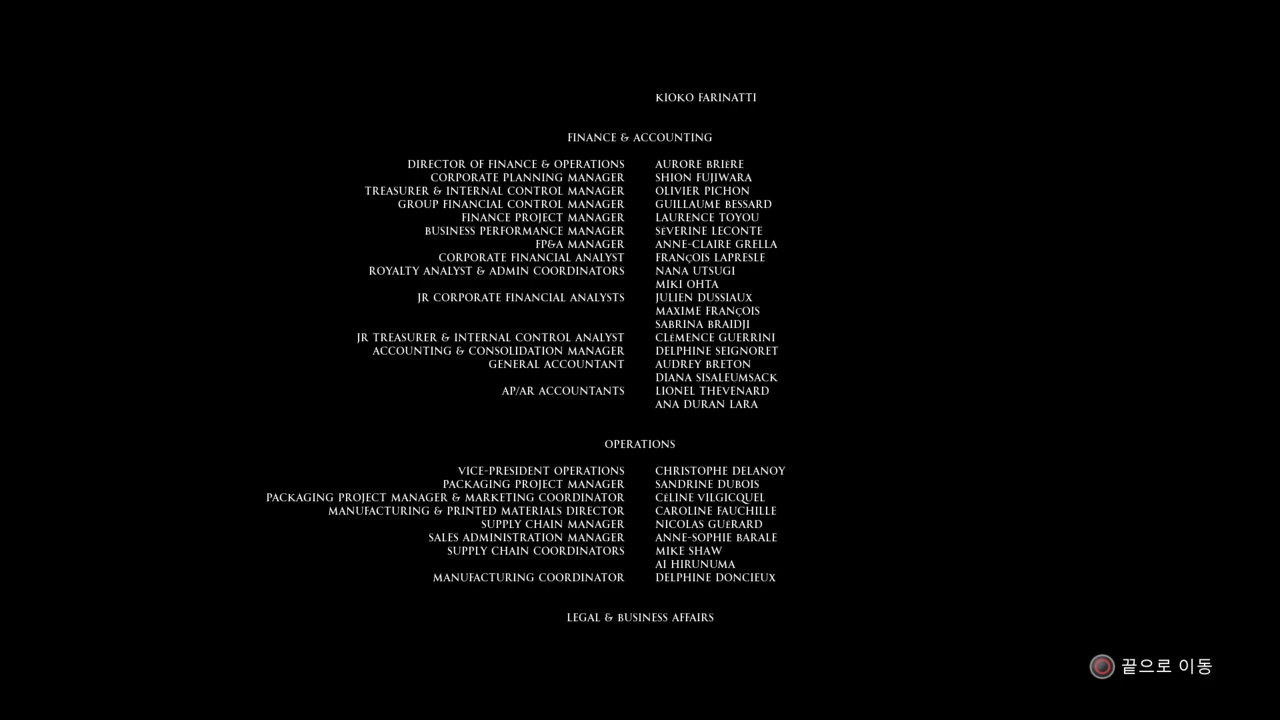 KIOKO FARINATTI
FINANCE & ACCOUNTING
DIRECTOR OF FINANCE & OPERATIONS AURORE BRIÈRE
CORPORATE PLANNING MANAGER SHION FUJIWARA
TREASURER & INTERNAL CONTROL MANAGER OLIVIER PICHON
GROUP FINANCIAL CONTROL MANAGER GUILLAUME BESSARD
FINANCE PROJECT MANAGER LAURENCE TOYOU
BUSINESS PERFORMANCE MANAGER SÉVERINE LECONTE
FP&A MANAGER ANNE-CLAIRE GRELLA
CORPORATE FINANCIAL ANALYST FRANÇOIS LAPRESLE
ROYALTY ANALYST & ADMIN COORDINATORS NANA UTSUGI
MIKI OHTA
JR CORPORATE FINANCIAL ANALYSTS JULIEN DUSSIAUX
MAXIME FRANÇOIS
SABRINA BRAIDJI
JR TREASURER & INTERNAL CONTROL ANALYST CLÉMENCE GUERRINI
ACCOUNTING & CONSOLIDATION MANAGER DELPHINE SEIGNORET
GENERAL ACCOUNTANT AUDREY BRETON
DIANA SISALEUMSACK
AP/AR ACCOUNTANTS LIONEL THEVENARD
ANA DURAN LARA
OPERATIONS
VICE-PRESIDENT OPERATIONS CHRISTOPHE DELANOY
PACKAGING PROJECT MANAGER SANDRINE DUBOIS
PACKAGING PROJECT MANAGER & MARKETING COORDINATOR CÉLINE VILGICQUEL
MANUFACTURING & PRINTED MATERIALS DIRECTOR CAROLINE FAUCHILLE
SUPPLY CHAIN MANAGER NICOLAS GUÉRARD
SALES ADMINISTRATION MANAGER ANNE-SOPHIE BARALE
SUPPLY CHAIN COORDINATORS MIKE SHAW
AI HIRUNUMA
MANUFACTURING COORDINATOR DELPHINE DONCIEUX
LEGAL & BUSINESS AFFAIRS
끝으로 이동